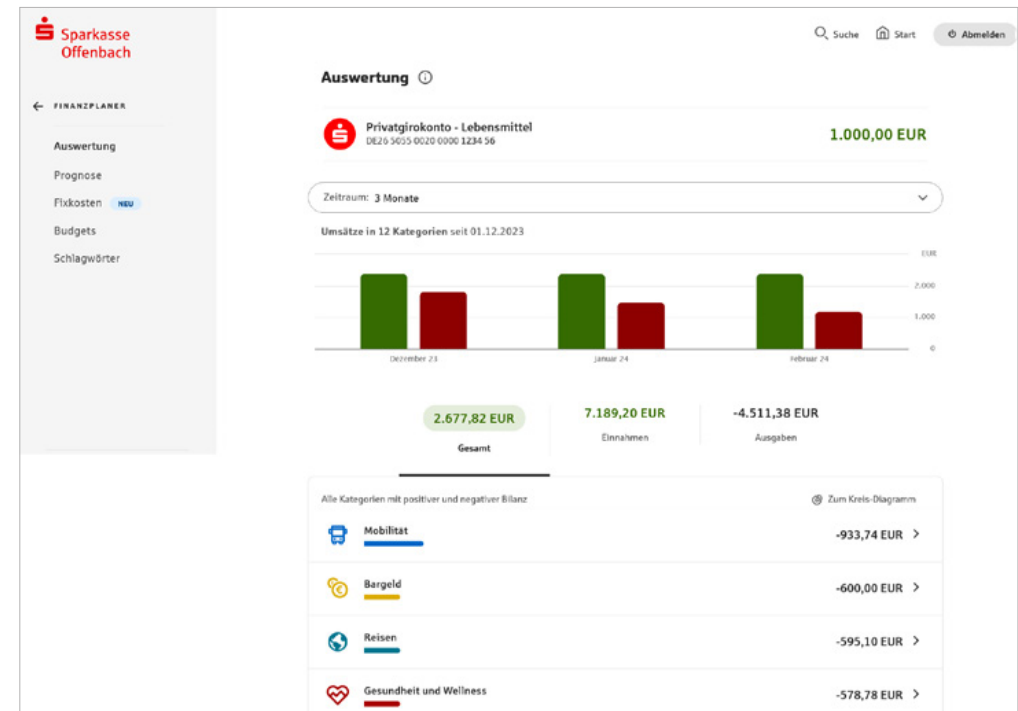 Sparkasse
Offenbach
Suche
Start
Abmelden
FINANZPLANER
Auswertung
Prognose
Fixkosten NEU
Budgets
Schlagwörter
Auswertung
Privatgirokonto - Lebensmittel
DE26 5055 0020 0000 1234 56
1.000,00 EUR
Zeitraum: 3 Monate
Umsätze in 12 Kategorien seit 01.12.2023
EUR
2.000
1.000
0
Dezember 23
Januar 24
Februar 24
2.677,82 EUR
Gesamt
7.189,20 EUR
Einnahmen
-4.511,38 EUR
Ausgaben
Alle Kategorien mit positiver und negativer Bilanz
Zum Kreis-Diagramm
Mobilität
-933,74 EUR
Bargeld
-600,00 EUR
Reisen
-595,10 EUR
Gesundheit und Wellness
-578,78 EUR